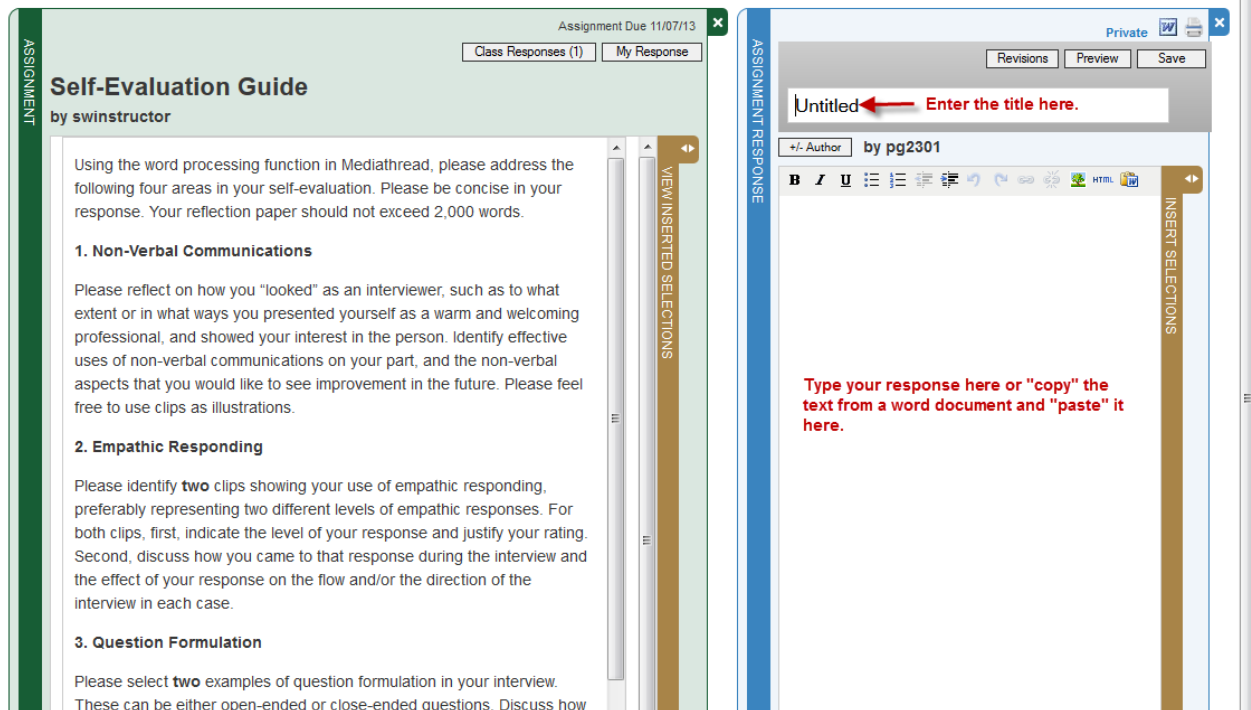 Assignment Due 11/07/13
Class Responses (1) My Response
ASSIGNMENT
Self-Evaluation Guide
by swinstructor
Using the word processing function in Mediathread, please address the
following four areas in your self-evaluation. Please be concise in your
response. Your reflection paper should not exceed 2,000 words.
1. Non-Verbal Communications
Please reflect on how you “looked” as an interviewer, such as to what
extent or in what ways you presented yourself as a warm and welcoming
professional, and showed your interest in the person. Identify effective
uses of non-verbal communications on your part, and the non-verbal
aspects that you would like to see improvement in the future. Please feel
free to use clips as illustrations.
2. Empathic Responding
Please identify two clips showing your use of empathic responding,
preferably representing two different levels of empathic responses. For
both clips, first, indicate the level of your response and justify your rating.
Second, discuss how you came to that response during the interview and
the effect of your response on the flow and/or the direction of the
interview in each case.
3. Question Formulation
Please select two examples of question formulation in your interview.
These can be either open-ended or close-ended questions. Discuss how
VIEW INSERTED SELECTIONS
Private
Revisions Preview Save
ASSIGNMENT RESPONSE
Untitled Enter the title here.
+/- Author by pg2301
B I U HTML
INSERT SELECTIONS
Type your response here or "copy" the
text from a word document and "paste" it
here.